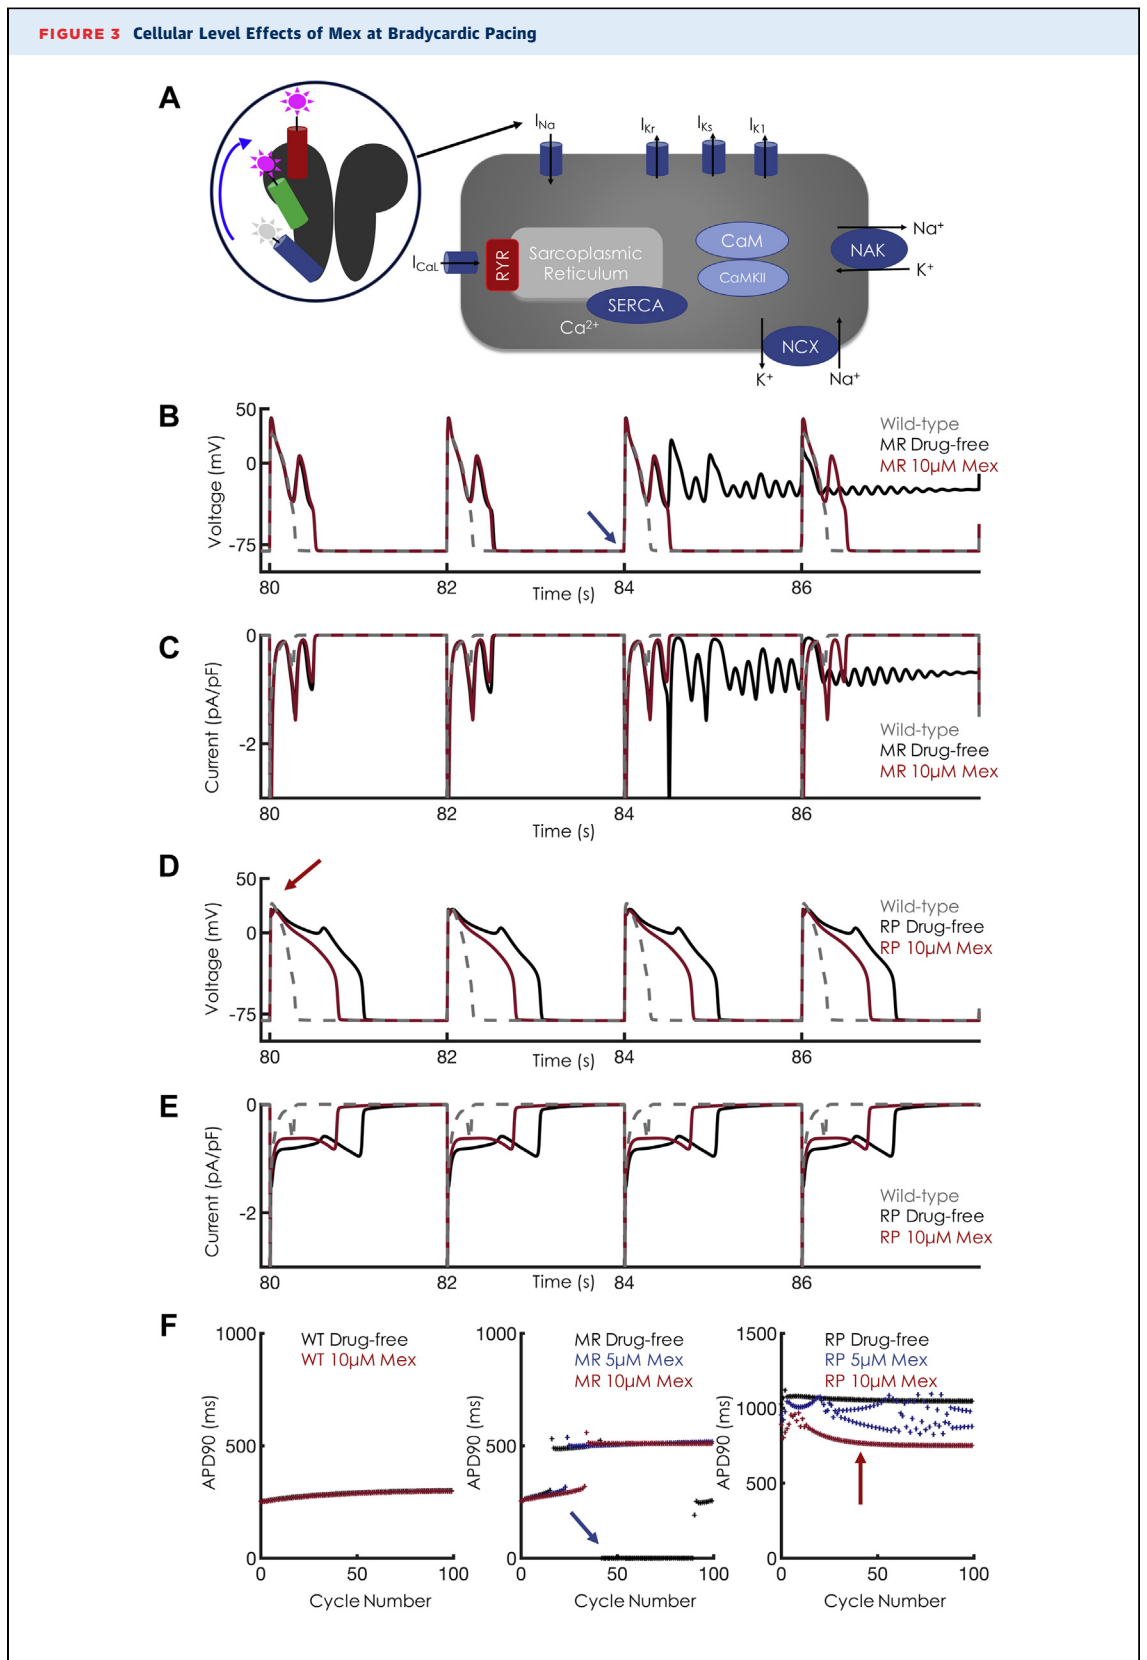 FIGURE 3 Cellular Level Effects of Mex at Bradycardic Pacing
A
INa
IKr
IKs
IK1
ICaL
RYR
Sarcoplasmic
Reticulum
SERCA
Ca2+
CaM
CaMKII
NAK
Na+
K+
NCX
K+
Na+
B
Voltage (mV)
50
0
-75
80
82
84
86
Time (s)
Wild-type
MR Drug-free
MR 10µM Mex
C
Current (pA/pF)
0
-2
80
82
84
86
Time (s)
Wild-type
MR Drug-free
MR 10µM Mex
D
Voltage (mV)
50
0
-75
80
82
84
86
Time (s)
Wild-type
RP Drug-free
RP 10µM Mex
E
Current (pA/pF)
0
-2
80
82
84
86
Time (s)
Wild-type
RP Drug-free
RP 10µM Mex
F
APD90 (ms)
1000
500
0
0
50
100
Cycle Number
WT Drug-free
WT 10µM Mex
APD90 (ms)
1000
500
0
0
50
100
Cycle Number
MR Drug-free
MR 5µM Mex
MR 10µM Mex
APD90 (ms)
1500
1000
500
0
0
50
100
Cycle Number
RP Drug-free
RP 5µM Mex
RP 10µM Mex